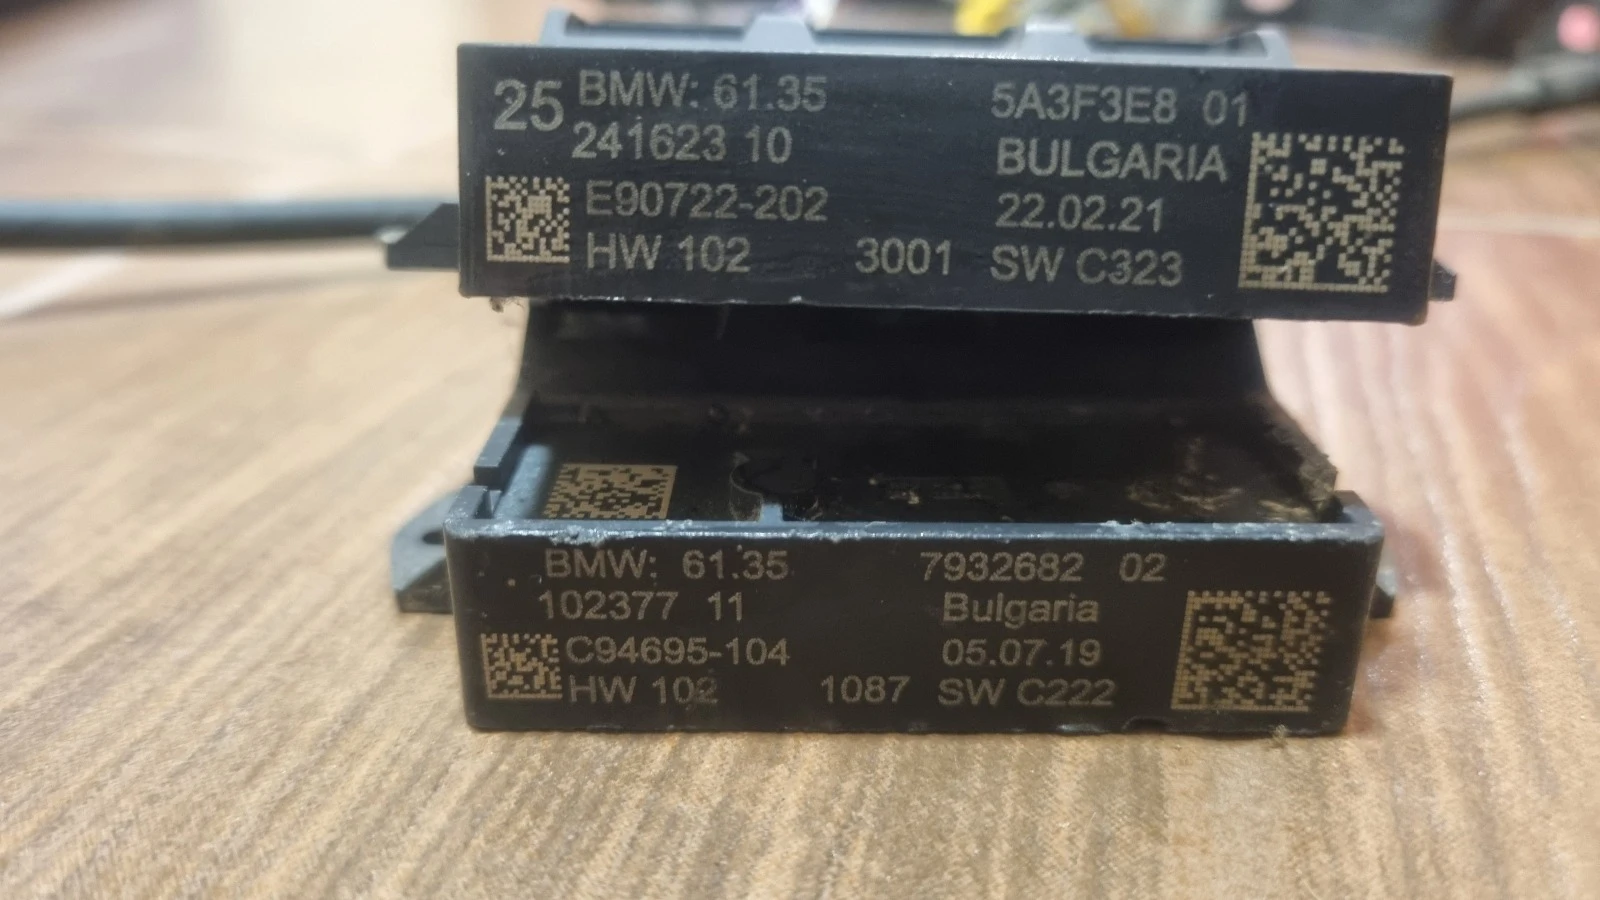 25 BMW: 61.35 5A3F3E8 01
241623 10 BULGARIA
E90722-202 22.02.21
HW 102 3001 SW C323
BMW: 61.35 7932682 02
102377 11 Bulgaria
C94695-104 05.07.19
HW 102 1087 SW C222